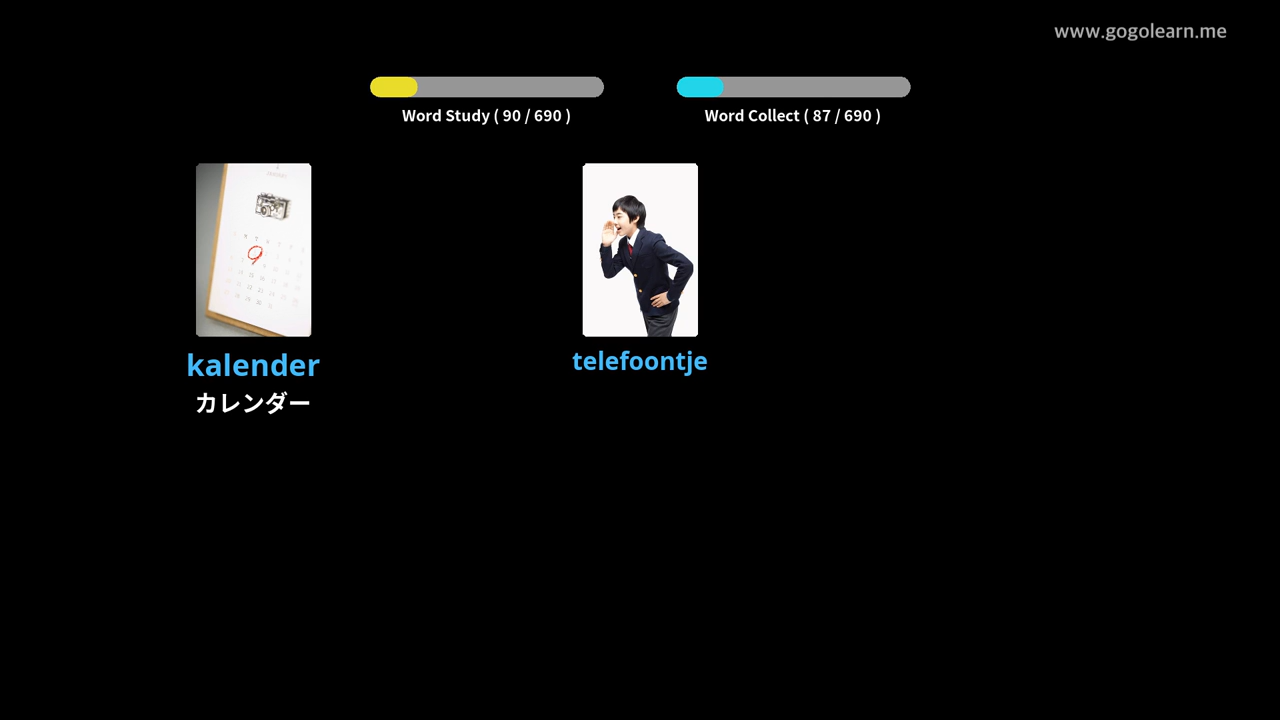 www.gogolearn.me
Word Study ( 90 / 690 )
Word Collect ( 87 / 690 )
kalender
カレンダー
telefoontje